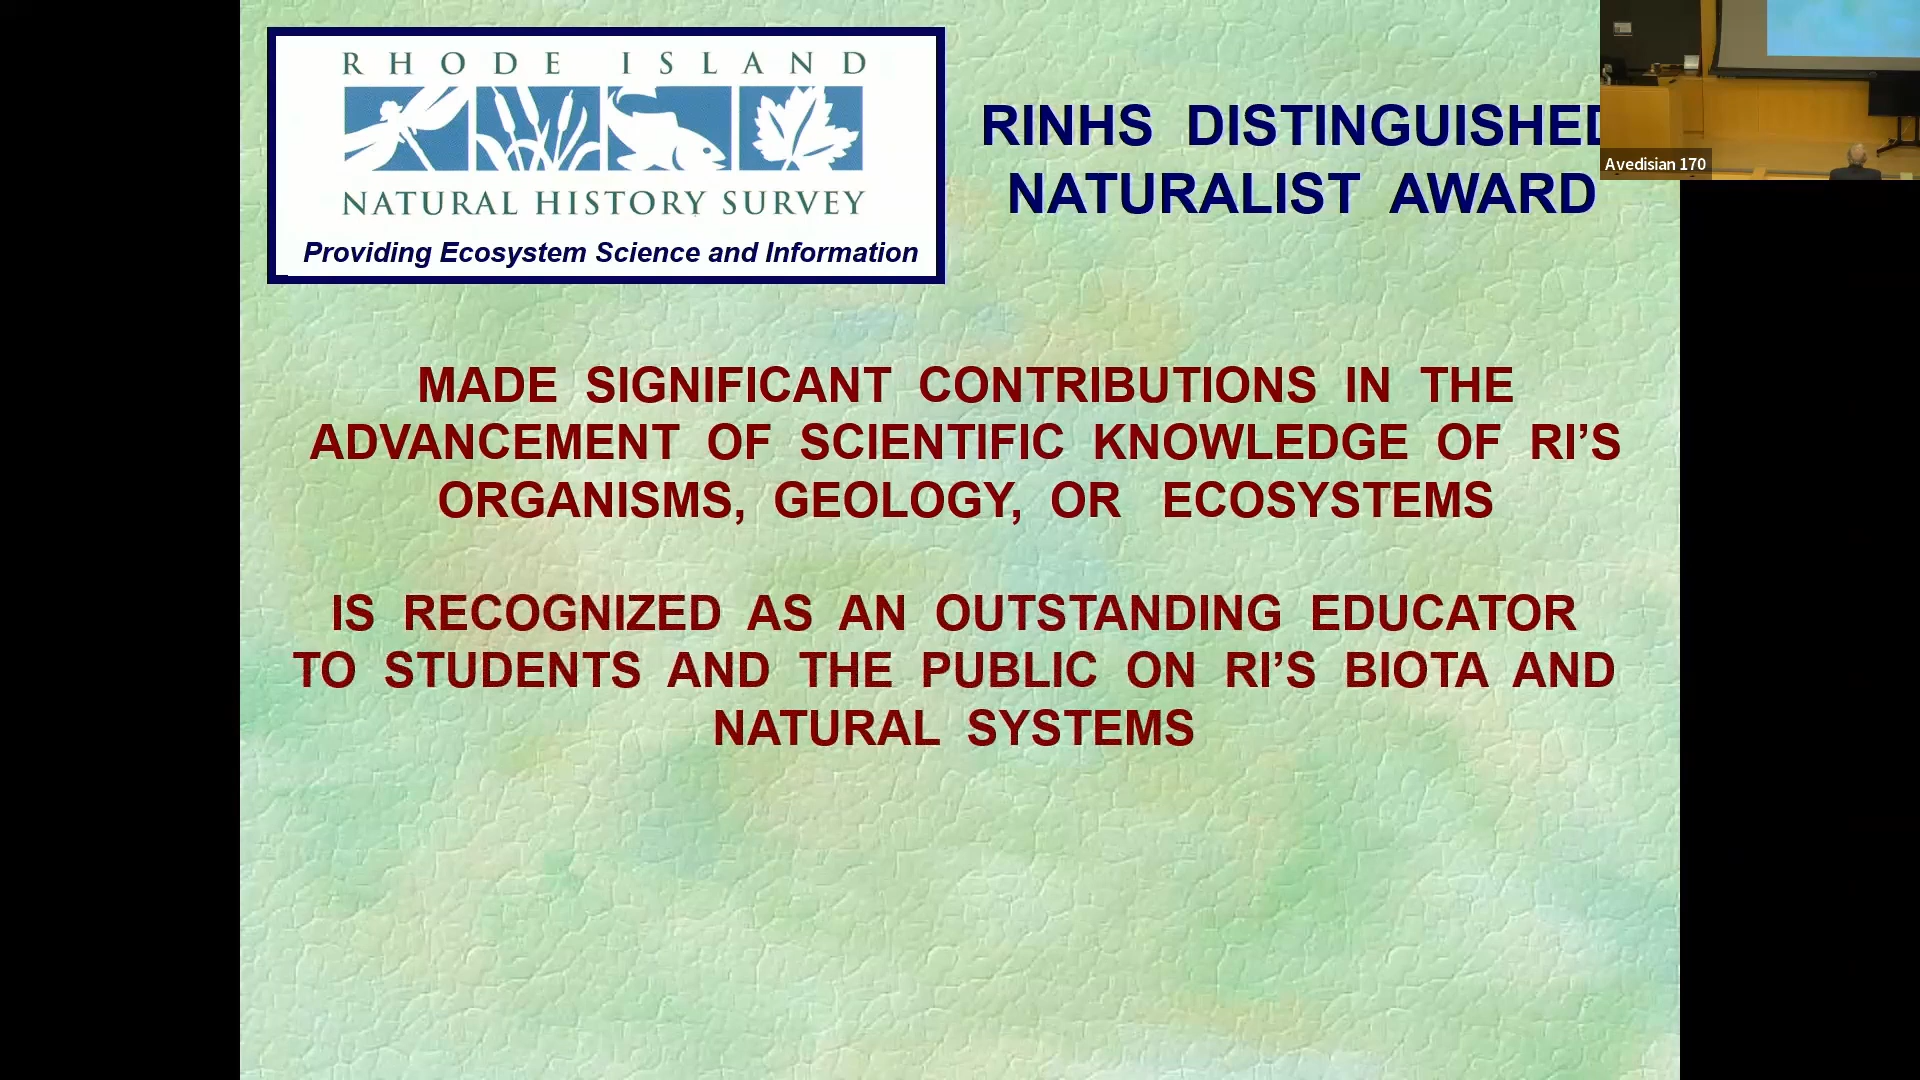 RHODE ISLAND
NATURAL HISTORY SURVEY
Providing Ecosystem Science and Information
RINHS DISTINGUISHED
NATURALIST AWARD
Avedisian 170
MADE SIGNIFICANT CONTRIBUTIONS IN THE
ADVANCEMENT OF SCIENTIFIC KNOWLEDGE OF RI’S
ORGANISMS, GEOLOGY, OR ECOSYSTEMS
IS RECOGNIZED AS AN OUTSTANDING EDUCATOR
TO STUDENTS AND THE PUBLIC ON RI’S BIOTA AND
NATURAL SYSTEMS